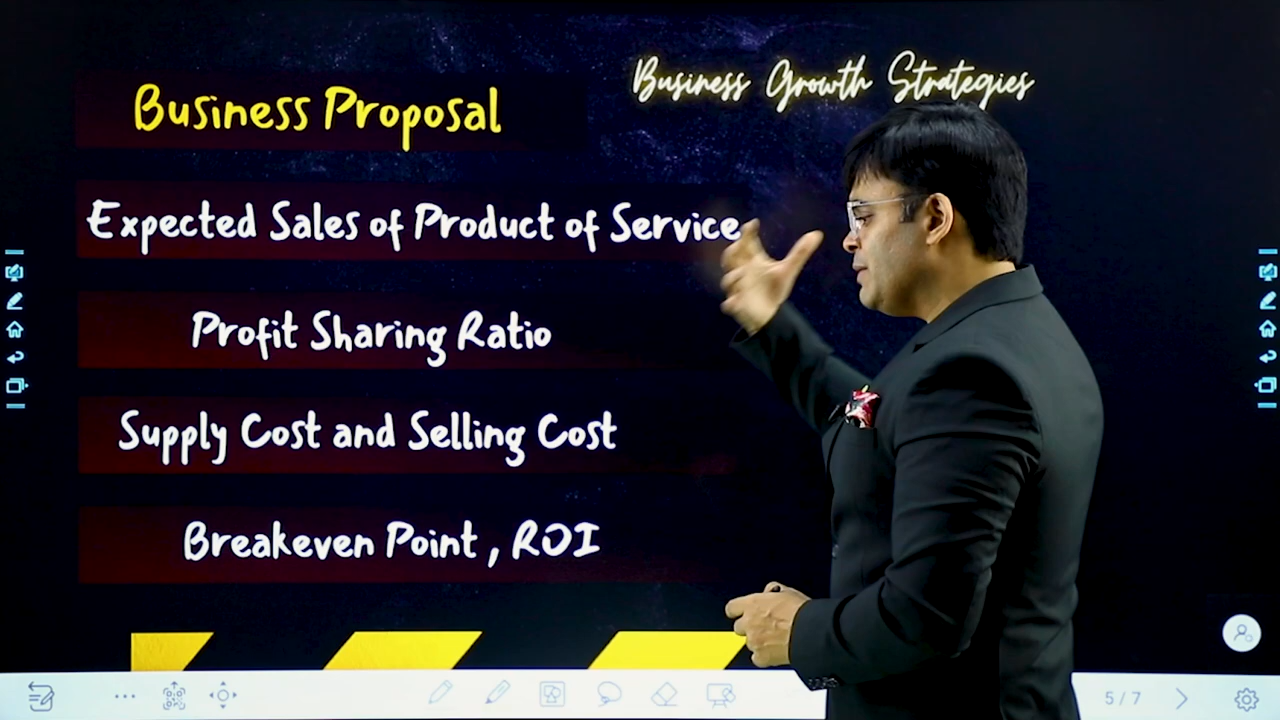 Business Growth Strategies
Business Proposal
Expected Sales of Product of Service
Profit Sharing Ratio
Supply Cost and Selling Cost
Breakeven Point , ROI
5 / 7